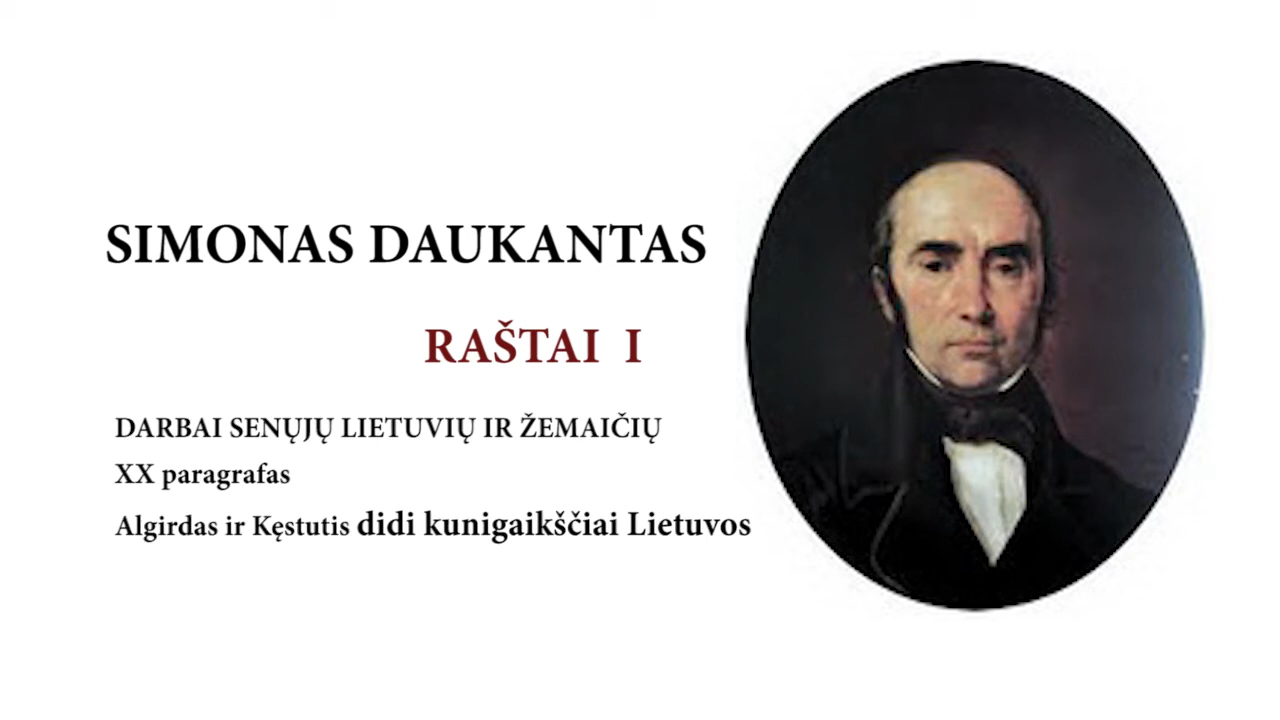 SIMONAS DAUKANTAS
RAŠTAI I
DARBAI SENŲJŲ LIETUVIŲ IR ŽEMAIČIŲ
XX paragrafas
Algirdas ir Kęstutis didi kunigaikščiai Lietuvos